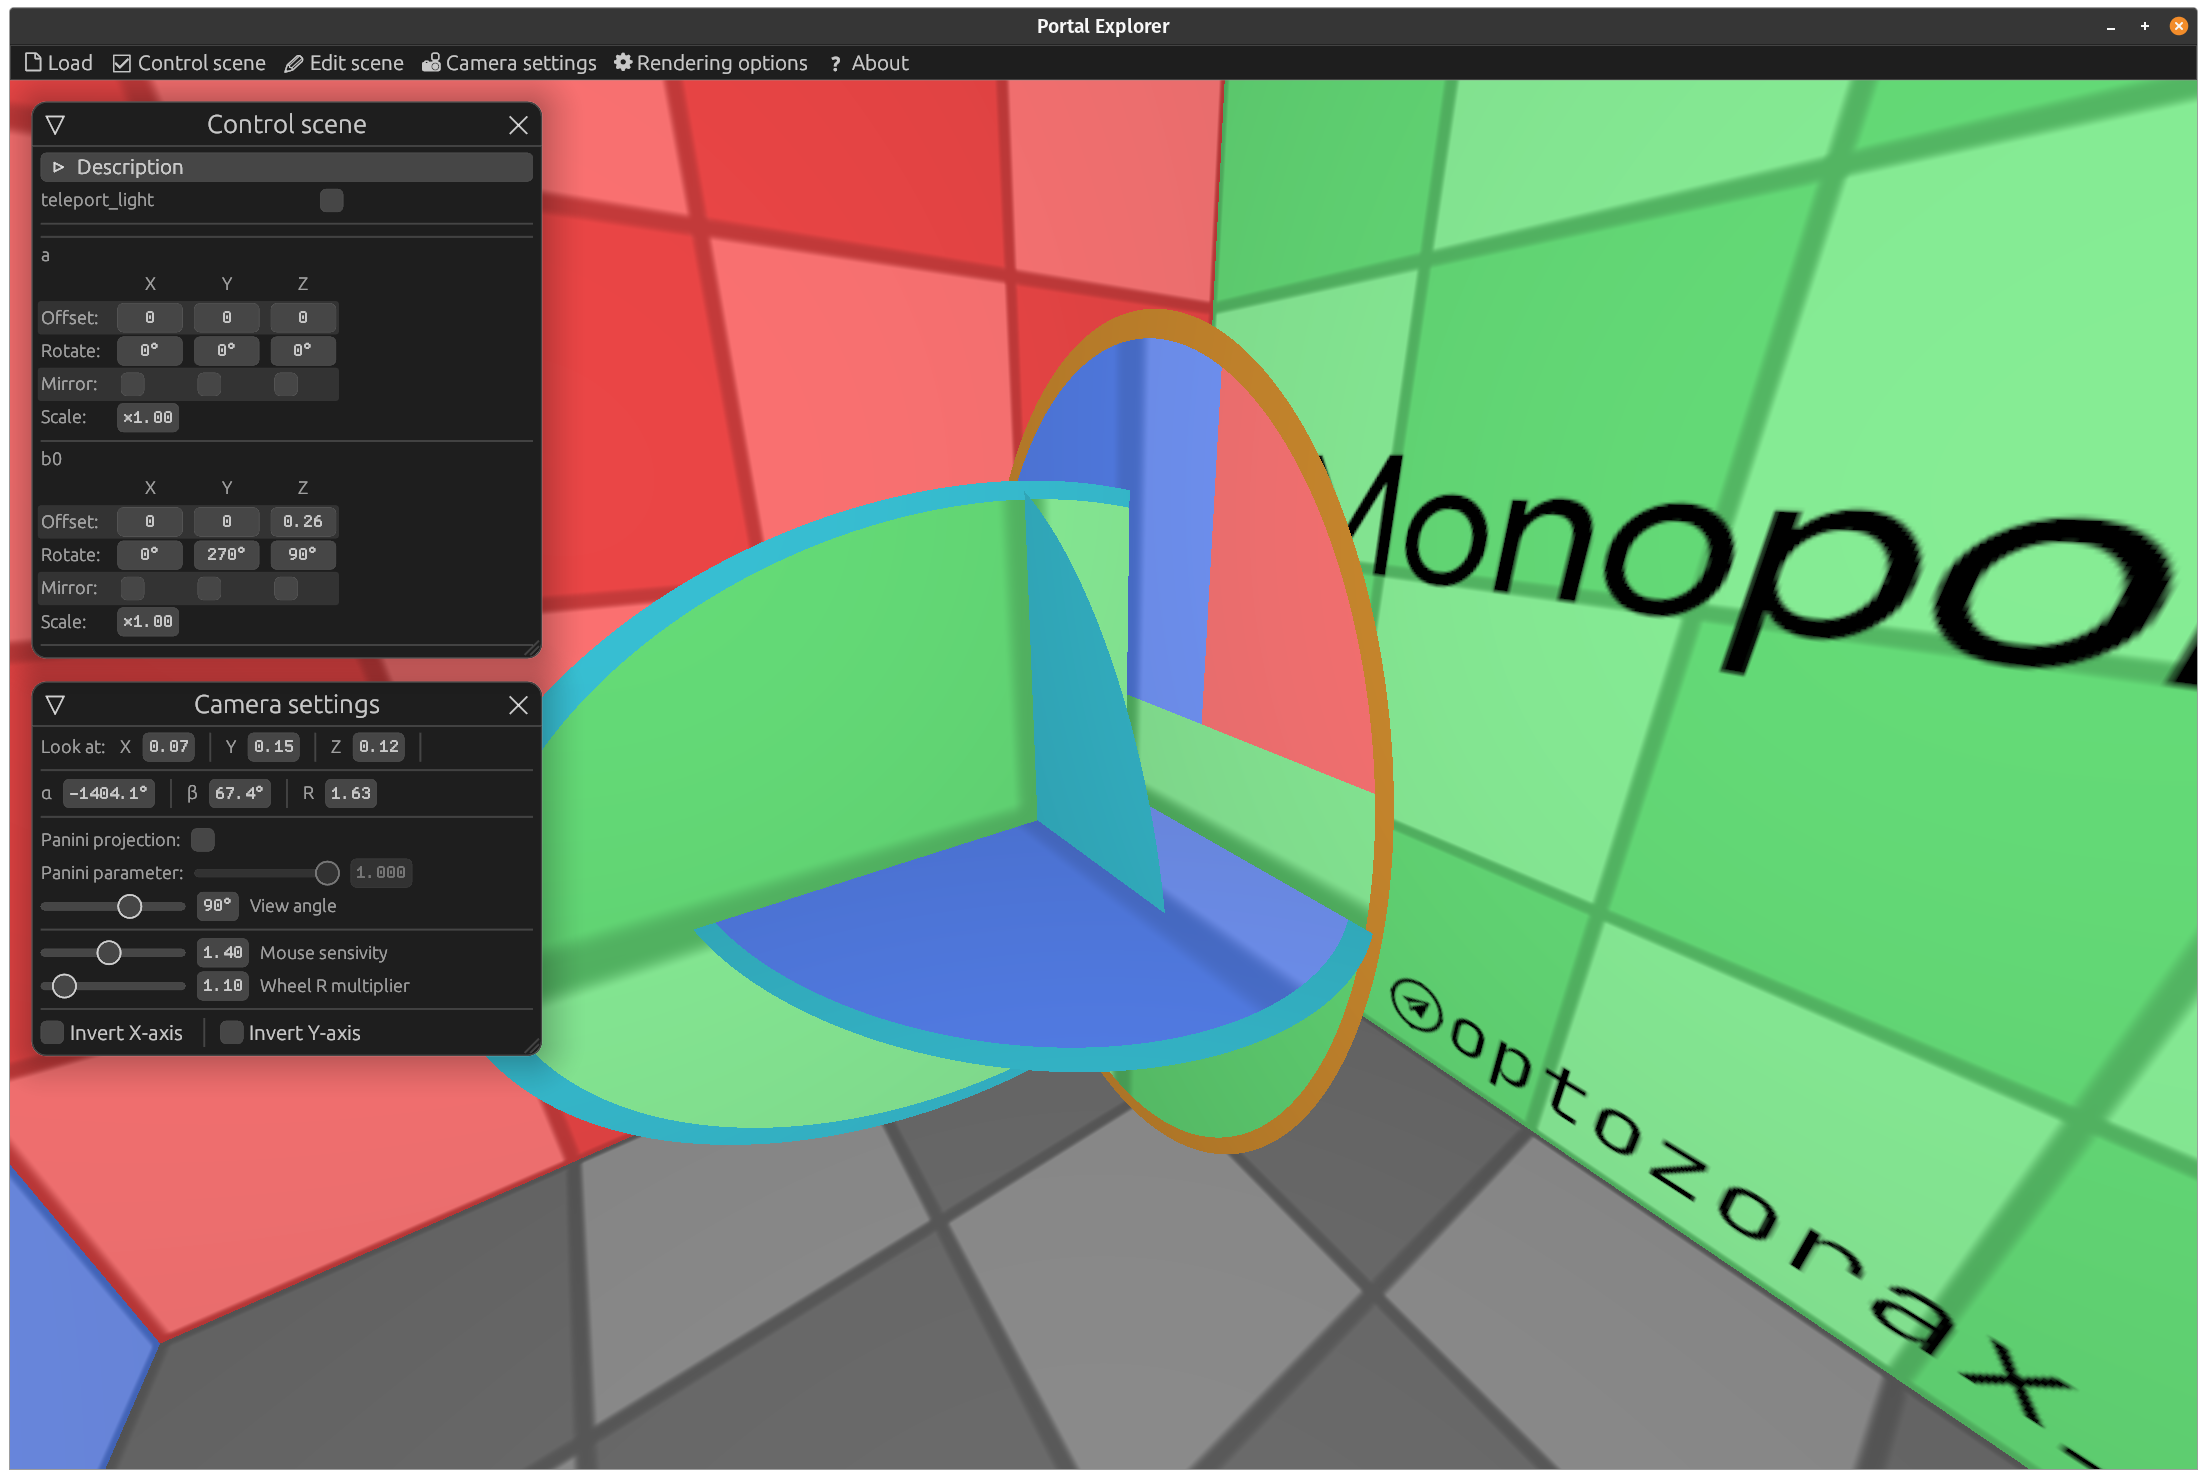 Portal Explorer
Load Control scene Edit scene Camera settings Rendering options ? About
Control scene
Description
teleport_light
a
X Y Z
Offset: 0 0 0
Rotate: 0° 0° 0°
Mirror:
Scale: ×1.00
b0
X Y Z
Offset: 0 0 0.26
Rotate: 0° 270° 90°
Mirror:
Scale: ×1.00
Camera settings
Look at: X 0.07 Y 0.15 Z 0.12
α -1404.1° β 67.4° R 1.63
Panini projection:
Panini parameter: 1.000
90° View angle
1.40 Mouse sensivity
1.10 Wheel R multiplier
Invert X-axis Invert Y-axis
Monopo
optozorax